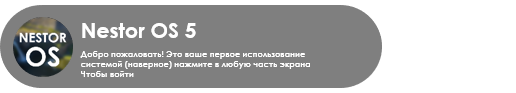 NESTOR
OS
Nestor OS 5
Добро пожаловать! Это ваше первое использование
системой (наверное) нажмите в любую часть экрана
Чтобы войти